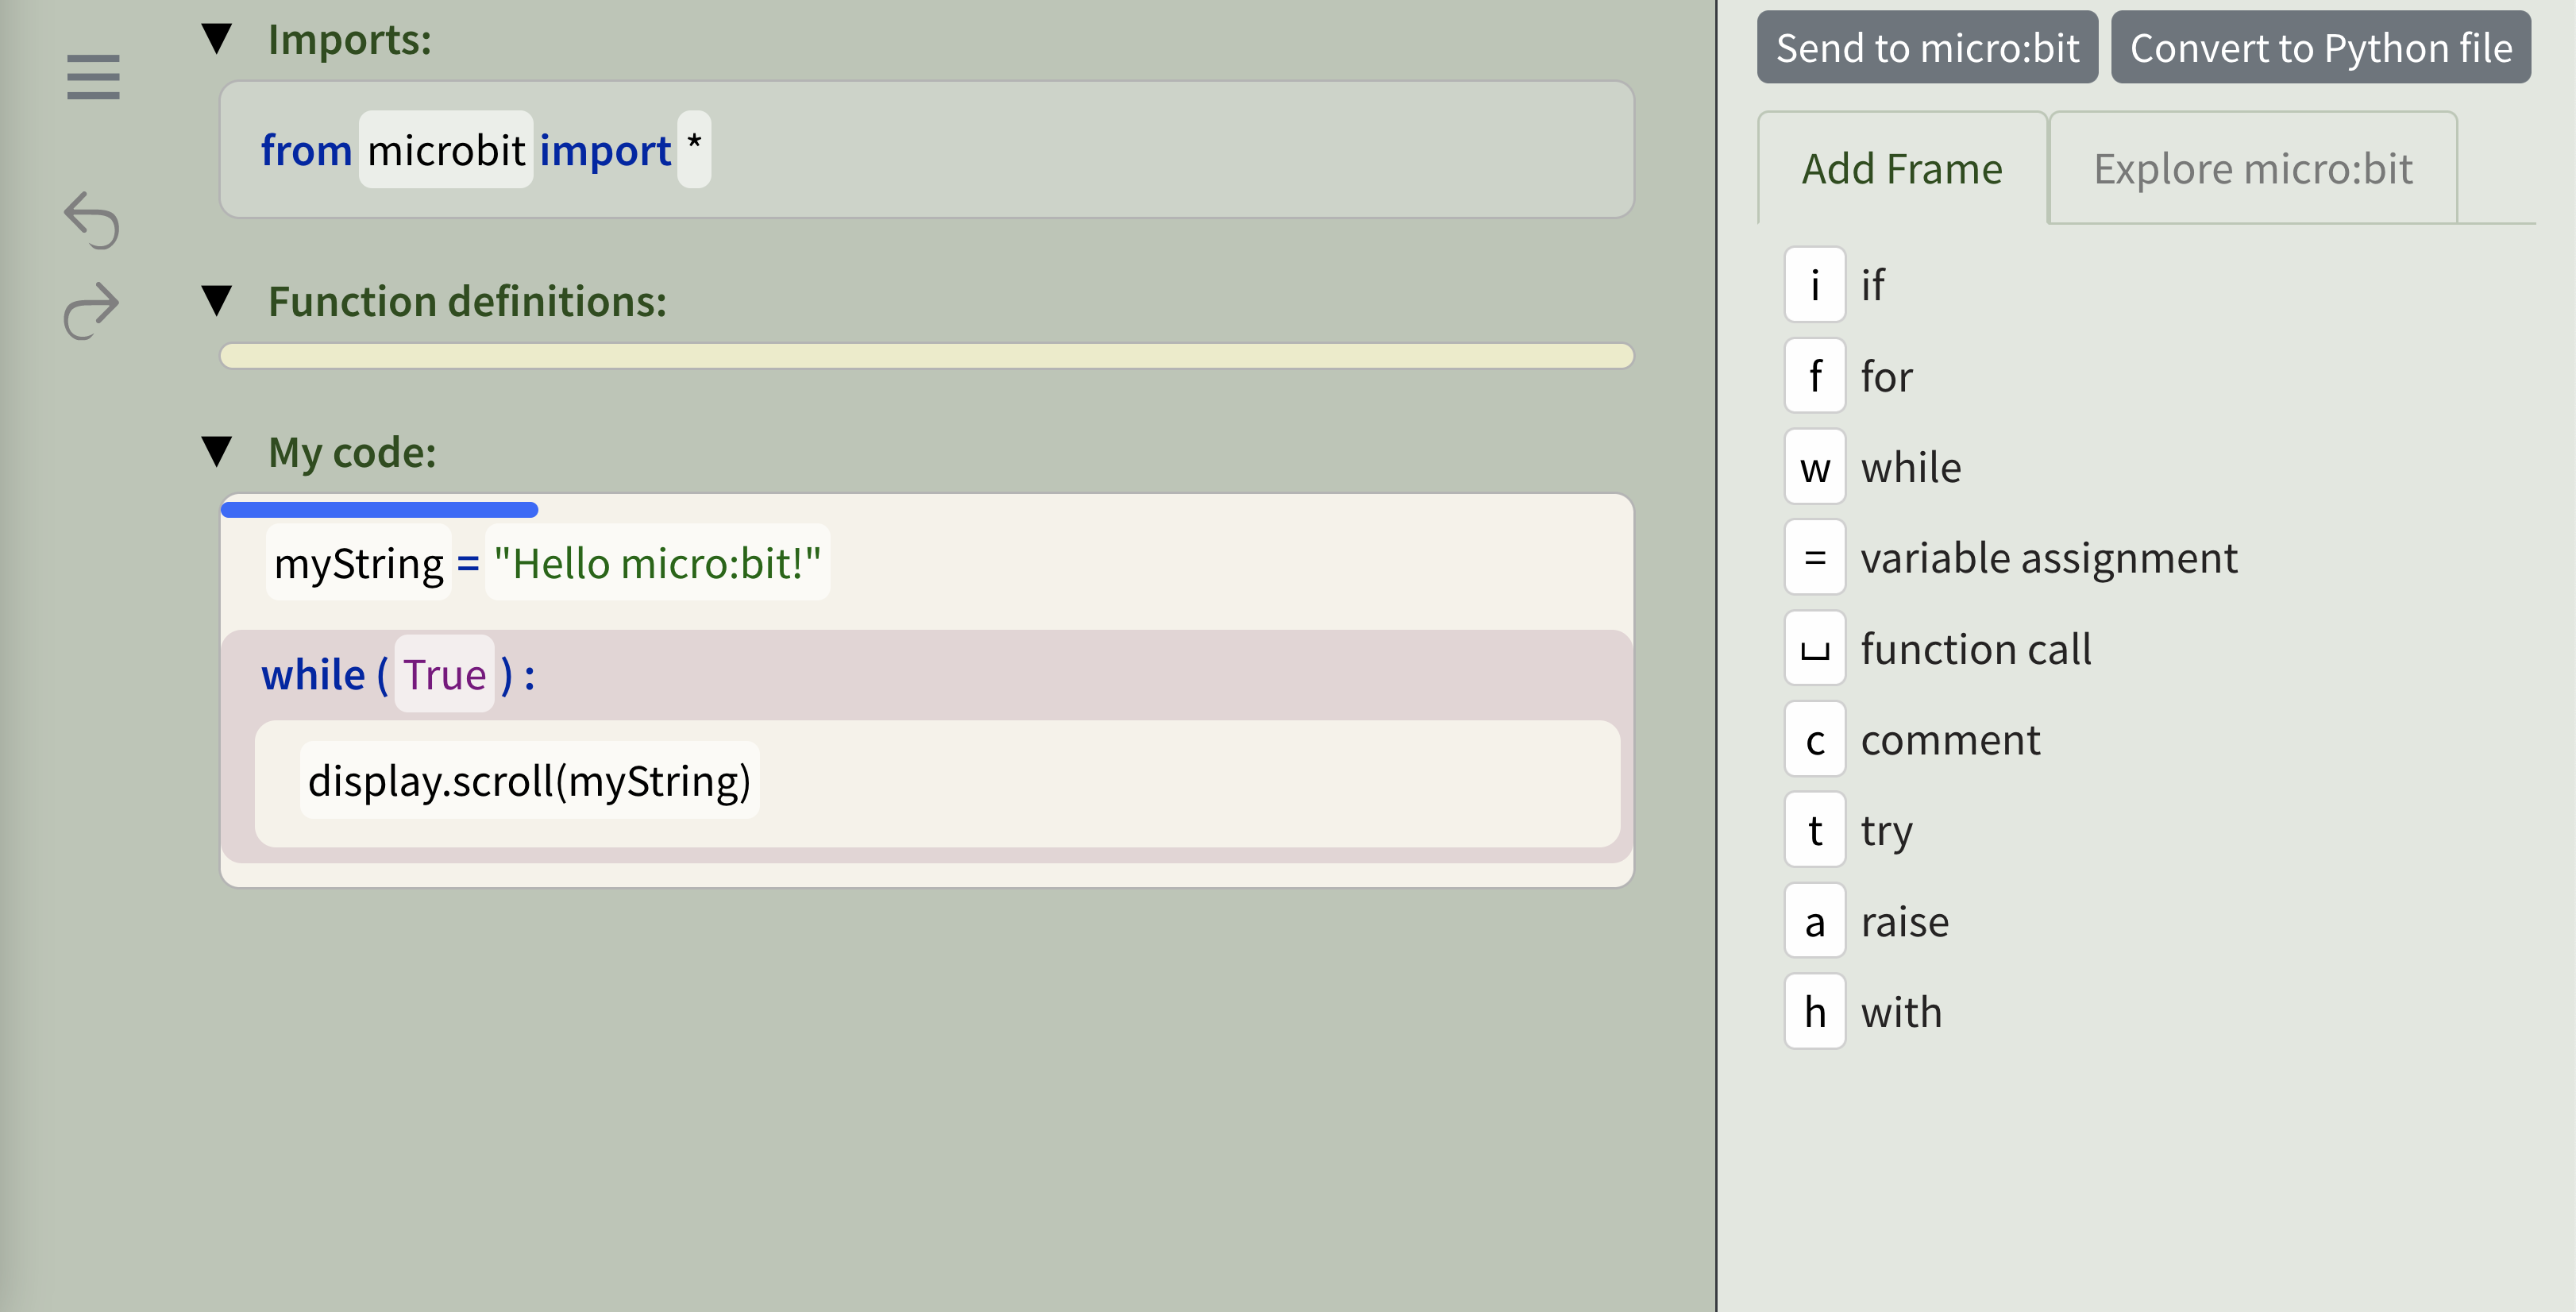 Imports:
from microbit import *
Function definitions:
My code:
myString = "Hello micro:bit!"
while ( True ) :
display.scroll(myString)
Send to micro:bit Convert to Python file
Add Frame Explore micro:bit
i if
f for
w while
= variable assignment
⎵ function call
c comment
t try
a raise
h with